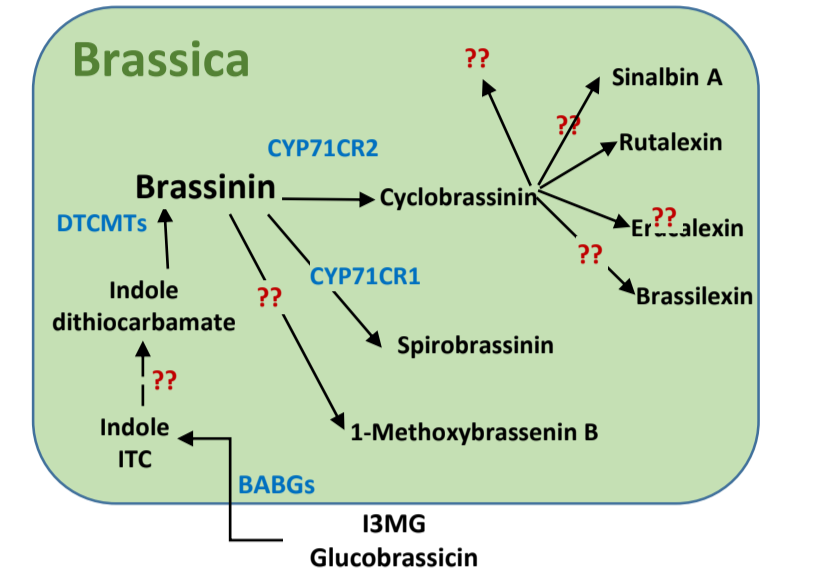 Brassica
??
Sinalbin A
??
Rutalexin
CYP71CR2
Brassinin
Cyclobrassinin
DTCMTs
??
??
Brassilexin
CYP71CR1
Indole
dithiocarbamate
??
Spirobrassinin
??
1-Methoxybrassenin B
Indole
ITC
BABGs
I3MG
Glucobrassicin